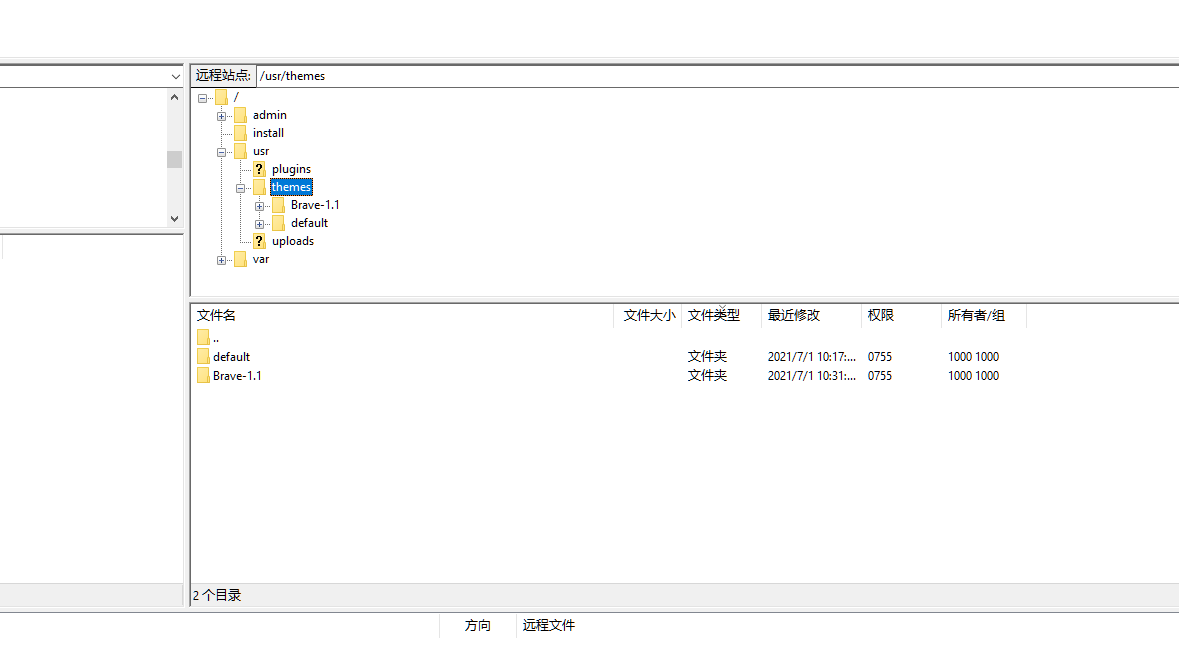 远程站点: /usr/themes
/
admin
install
usr
? plugins
themes
Brave-1.1
default
? uploads
var
文件名 文件大小 文件类型 最近修改 权限 所有者/组
..
default 文件夹 2021/7/1 10:17:... 0755 1000 1000
Brave-1.1 文件夹 2021/7/1 10:31:... 0755 1000 1000
2 个目录
方向 远程文件